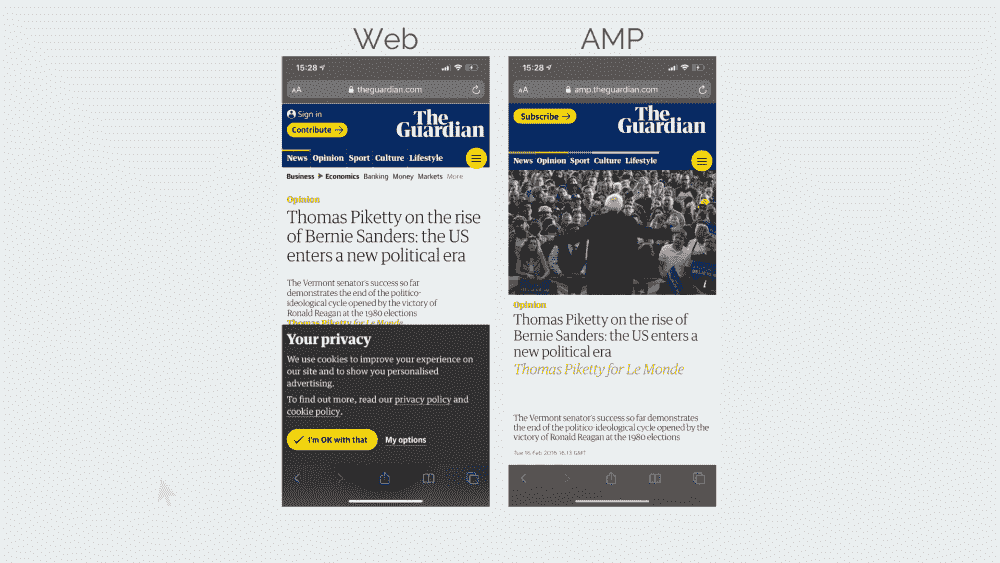 Web
15:28
AA theguardian.com
Sign in
Contribute →
The
Guardian
News Opinion Sport Culture Lifestyle
Business Economics Banking Money Markets More
Opinion
Thomas Piketty on the rise
of Bernie Sanders: the US
enters a new political era
The Vermont senator's success so far
demonstrates the end of the politico-
ideological cycle opened by the victory of
Ronald Reagan at the 1980 elections
Thomas Piketty for Le Monde
Your privacy
We use cookies to improve your experience on
our site and to show you personalised
advertising.
To find out more, read our privacy policy and
cookie policy.
I'm OK with that My options
AMP
15:28
AA amp.theguardian.com
Subscribe →
The
Guardian
News Opinion Sport Culture Lifestyle
Opinion
Thomas Piketty on the rise of
Bernie Sanders: the US enters a
new political era
Thomas Piketty for Le Monde
The Vermont senator's success so far demonstrates
the end of the politico-ideological cycle opened by the
victory of Ronald Reagan at the 1980 elections
Tue 16 Feb 2016 16.13 GMT